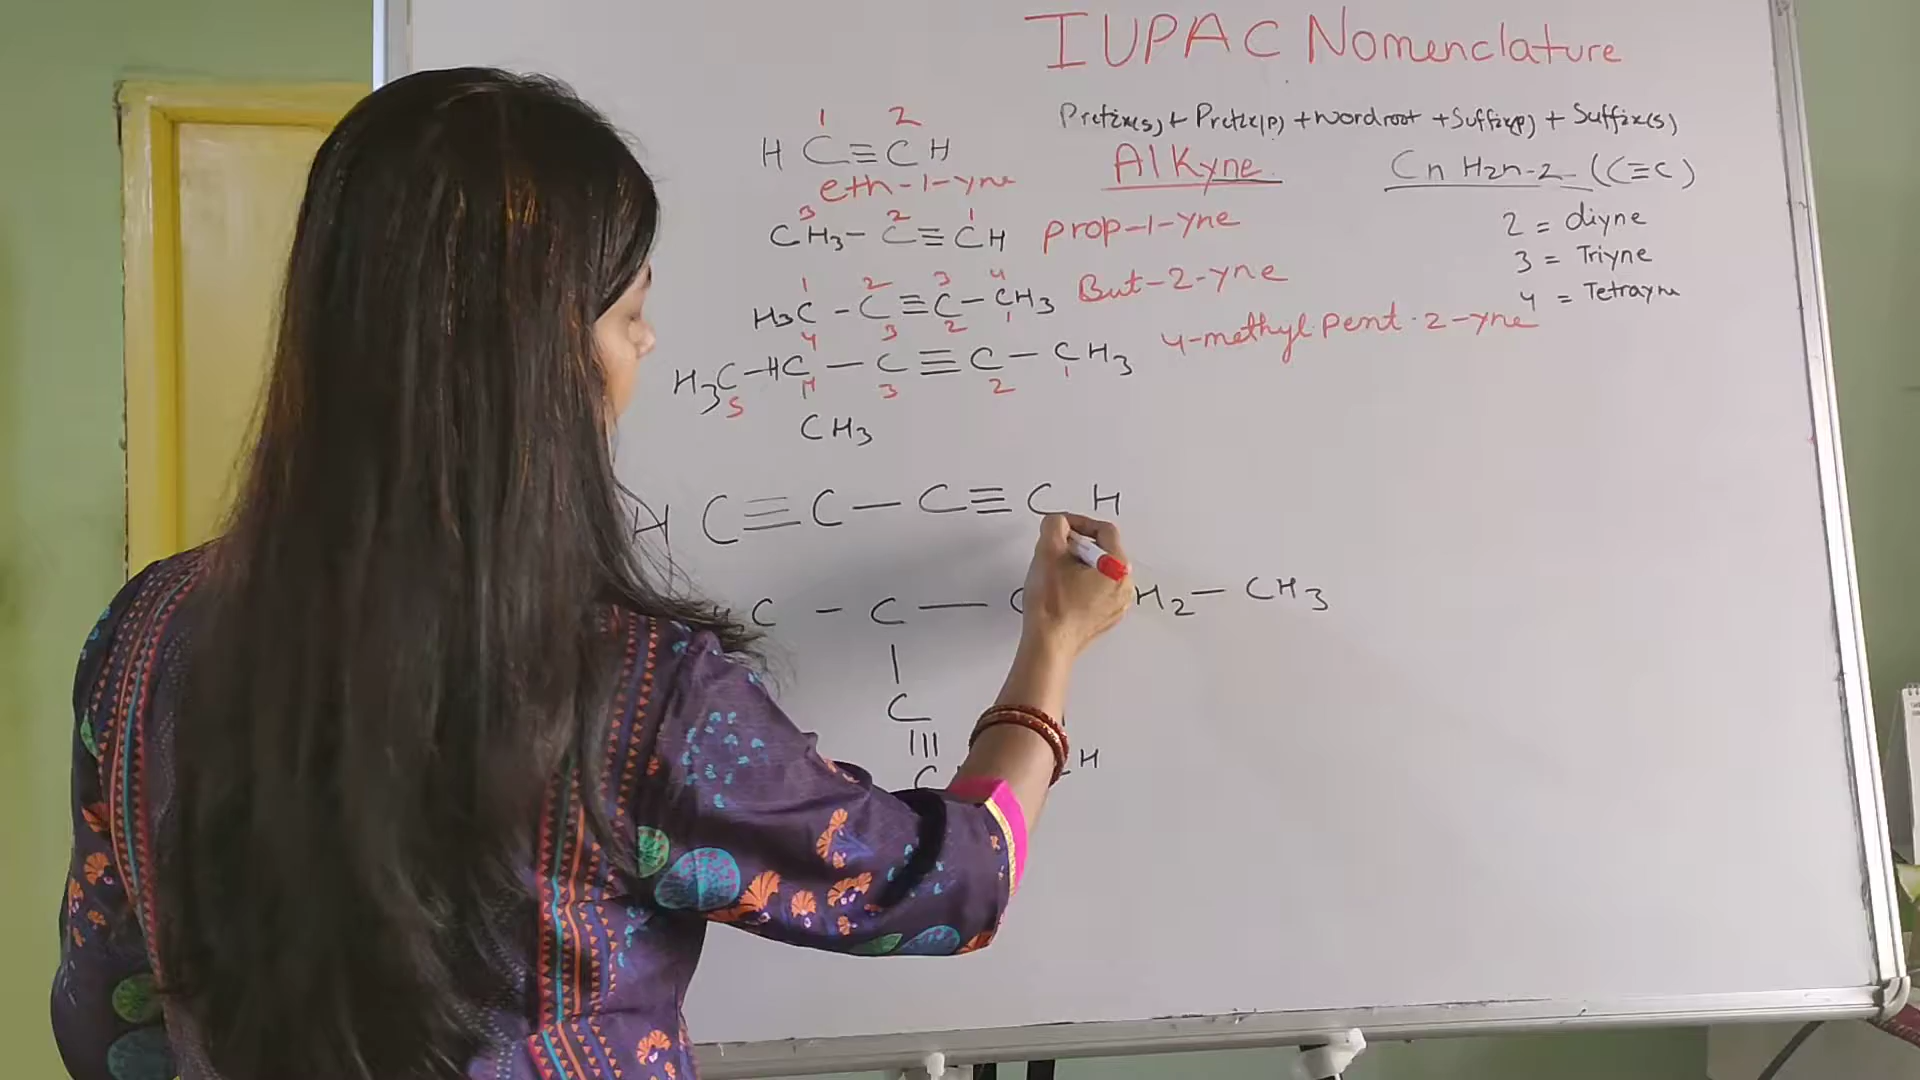 IUPAC Nomenclature
Prefix(s) + Prefix(p) + wordroot + Suffix(p) + Suffix(s)
Alkyne
Cn H2n-2 (C≡C)
2 = diyne
3 = Triyne
4 = Tetrayne
1 2
H C≡CH
eth-1-yne
3 2 1
CH3-C≡CH prop-1-yne
1 2 3 4
H3C-C≡C-CH3 But-2-yne
4 3 2 1
H3C-HC-C≡C-CH3 4-methyl pent-2-yne
5 4 3 2 1
CH3
H C≡C-C≡C H
C - C - C H2-CH3
|
C
||| 
C H